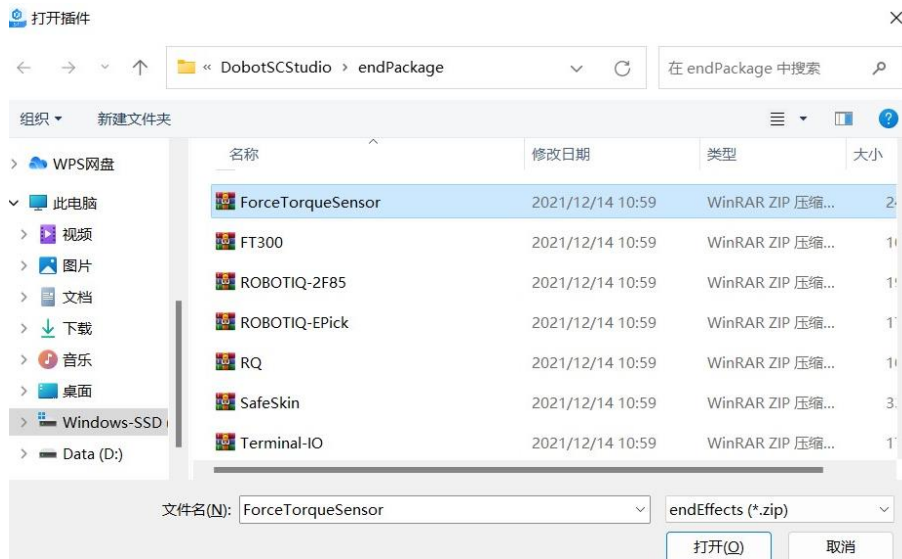 打开插件
« DobotSCStudio › endPackage
在 endPackage 中搜索
组织
新建文件夹
名称 修改日期 类型 大小
WPS网盘
此电脑
视频
图片
文档
下载
音乐
桌面
Windows-SSD
Data (D:)
ForceTorqueSensor 2021/12/14 10:59 WinRAR ZIP 压缩...
FT300 2021/12/14 10:59 WinRAR ZIP 压缩...
ROBOTIQ-2F85 2021/12/14 10:59 WinRAR ZIP 压缩...
ROBOTIQ-EPick 2021/12/14 10:59 WinRAR ZIP 压缩...
RQ 2021/12/14 10:59 WinRAR ZIP 压缩...
SafeSkin 2021/12/14 10:59 WinRAR ZIP 压缩...
Terminal-IO 2021/12/14 10:59 WinRAR ZIP 压缩...
文件名(N): ForceTorqueSensor
endEffects (*.zip)
打开(O) 取消